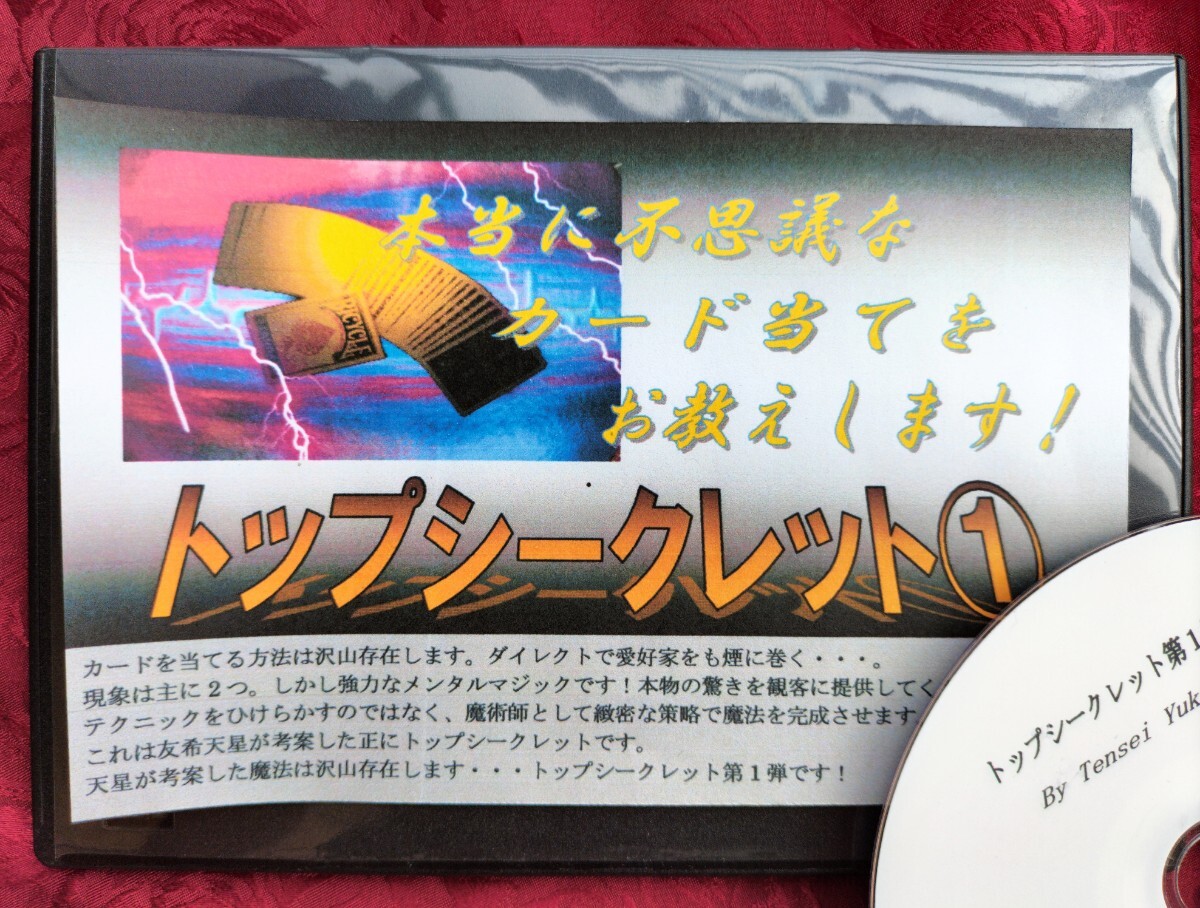 本当に不思議な
カード当てを
お教えします！
BICYCLE
トップシークレット①
カードを当てる方法は沢山存在します。ダイレクトで愛好家をも煙に巻く・・・。
現象は主に２つ。しかし強力なメンタルマジックです！本物の驚きを観客に提供してく
テクニックをひけらかすのではなく、魔術師として緻密な策略で魔法を完成させます
これは友希天星が考案した正にトップシークレットです。
天星が考案した魔法は沢山存在します・・・トップシークレット第１弾です！
トップシークレット第１
By Tensei Yuk